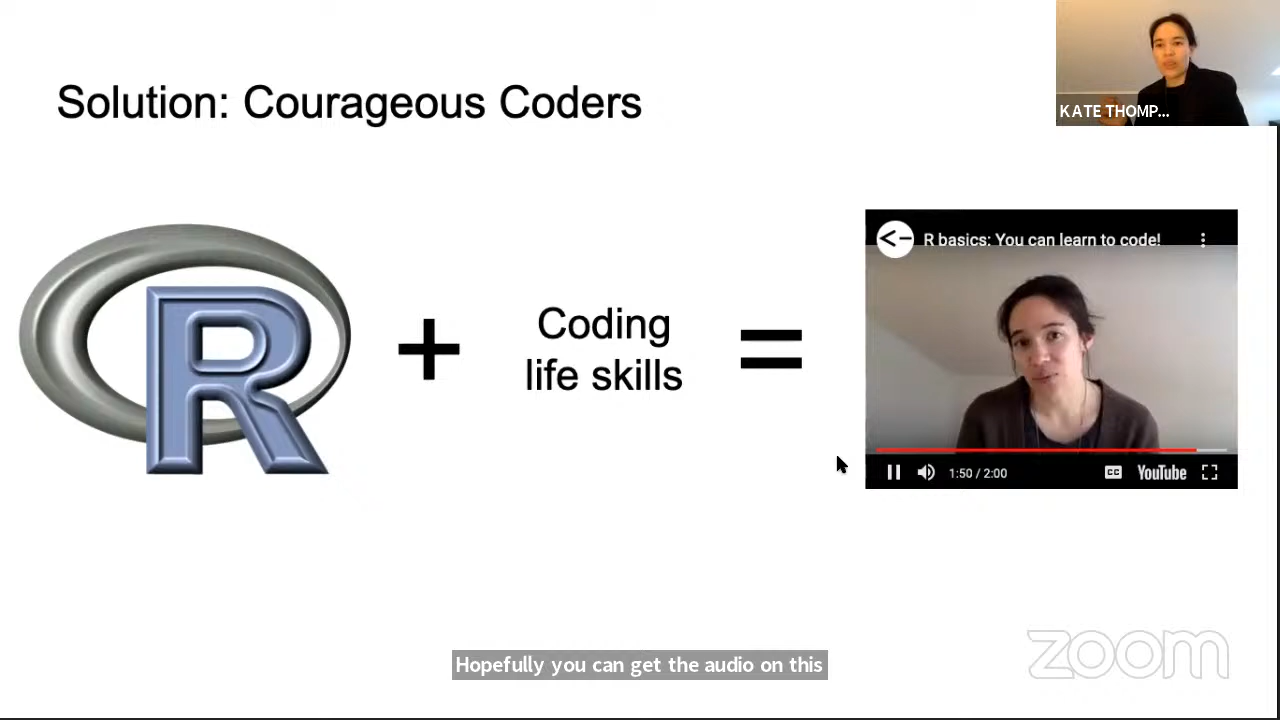 Solution: Courageous Coders
KATE THOMP...
R
+
Coding
life skills
=
<-
R basics: You can learn to code!
1:50 / 2:00
CC
YouTube
Hopefully you can get the audio on this
zoom